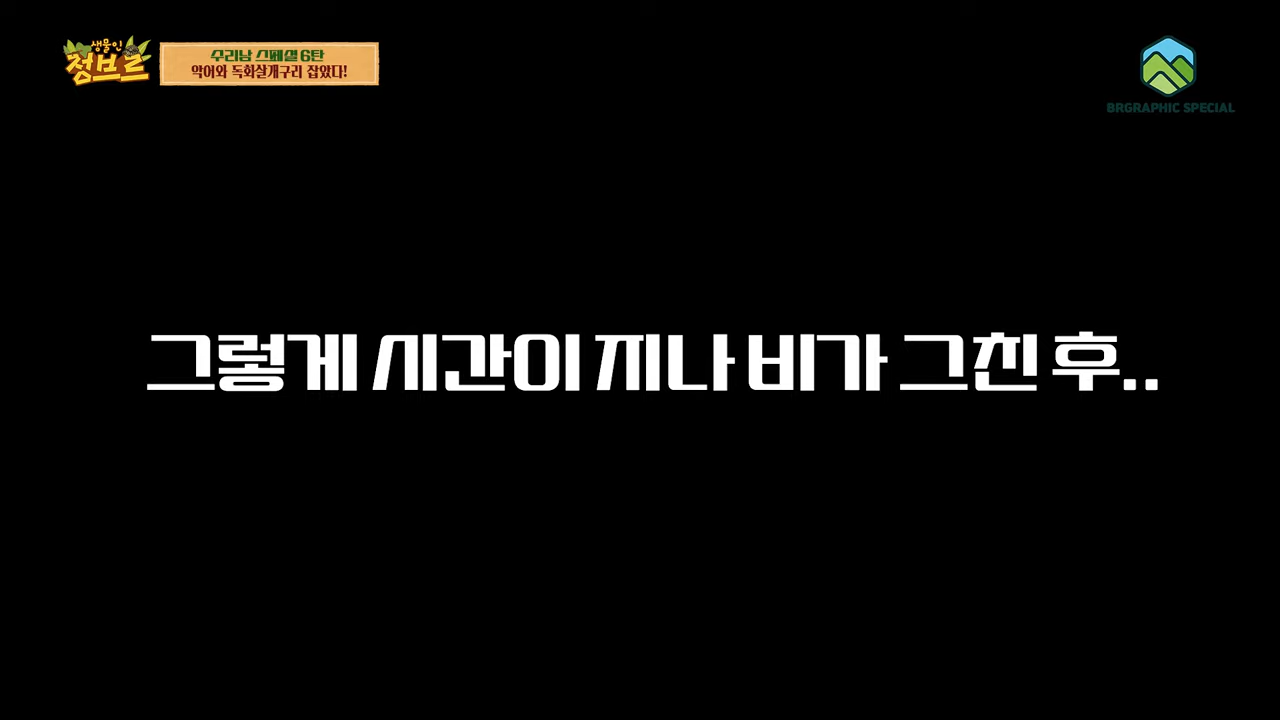 생물인
정브르
수리남 스페셜 6탄
악어와 독화살개구리 잡았다!
BRGRAPHIC SPECIAL
그렇게 시간이 지나 비가 그친 후..